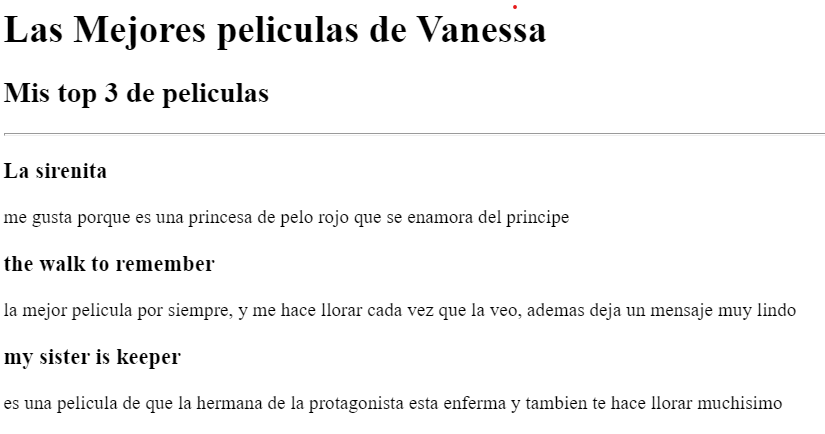 Las Mejores peliculas de Vanessa
Mis top 3 de peliculas
La sirenita
me gusta porque es una princesa de pelo rojo que se enamora del principe
the walk to remember
la mejor pelicula por siempre, y me hace llorar cada vez que la veo, ademas deja un mensaje muy lindo
my sister is keeper
es una pelicula de que la hermana de la protagonista esta enferma y tambien te hace llorar muchisimo